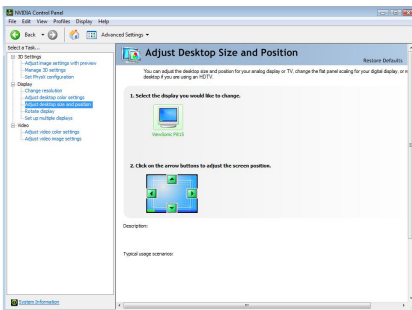 NVIDIA Control Panel
File Edit View Profiles Display Help
Back Advanced Settings
Select a Task...
3D Settings
Adjust image settings with preview
Manage 3D settings
Set PhysX configuration
Display
Change resolution
Adjust desktop color settings
Adjust desktop size and position
Rotate display
Set up multiple displays
Video
Adjust video color settings
Adjust video image settings
System Information
Adjust Desktop Size and Position
Restore Defaults
You can adjust the desktop size and position for your analog display or TV, change the flat panel scaling for your digital display, or r
desktop if you are using an HDTV.
1. Select the display you would like to change.
ViewSonic P810
2. Click on the arrow buttons to adjust the screen position.
Description:
Typical usage scenarios: